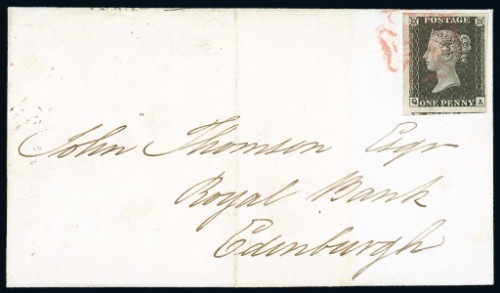 POSTAGE
Q A
ONE PENNY
John Thomson Esqr
Royal Bank
Edinburgh